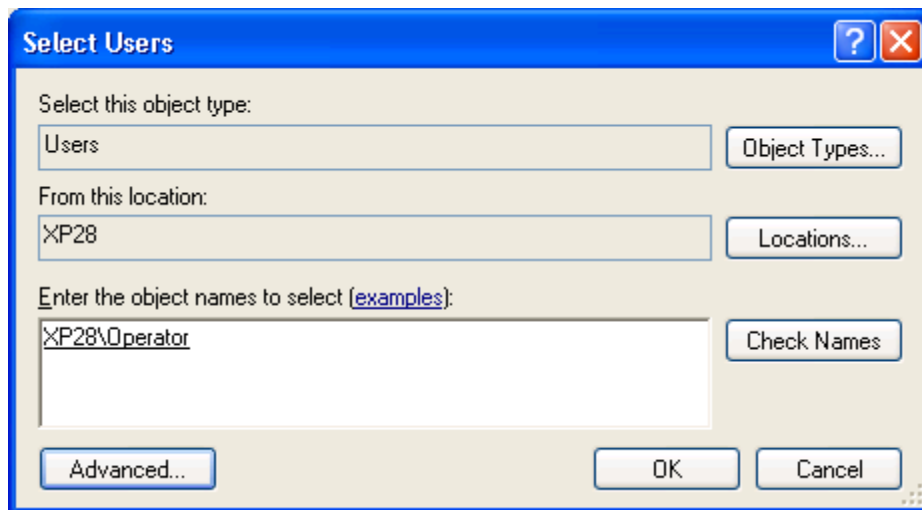 Select Users
Select this object type:
Users
Object Types...
From this location:
XP28
Locations...
Enter the object names to select (examples):
XP28\Operator
Check Names
Advanced...
OK
Cancel